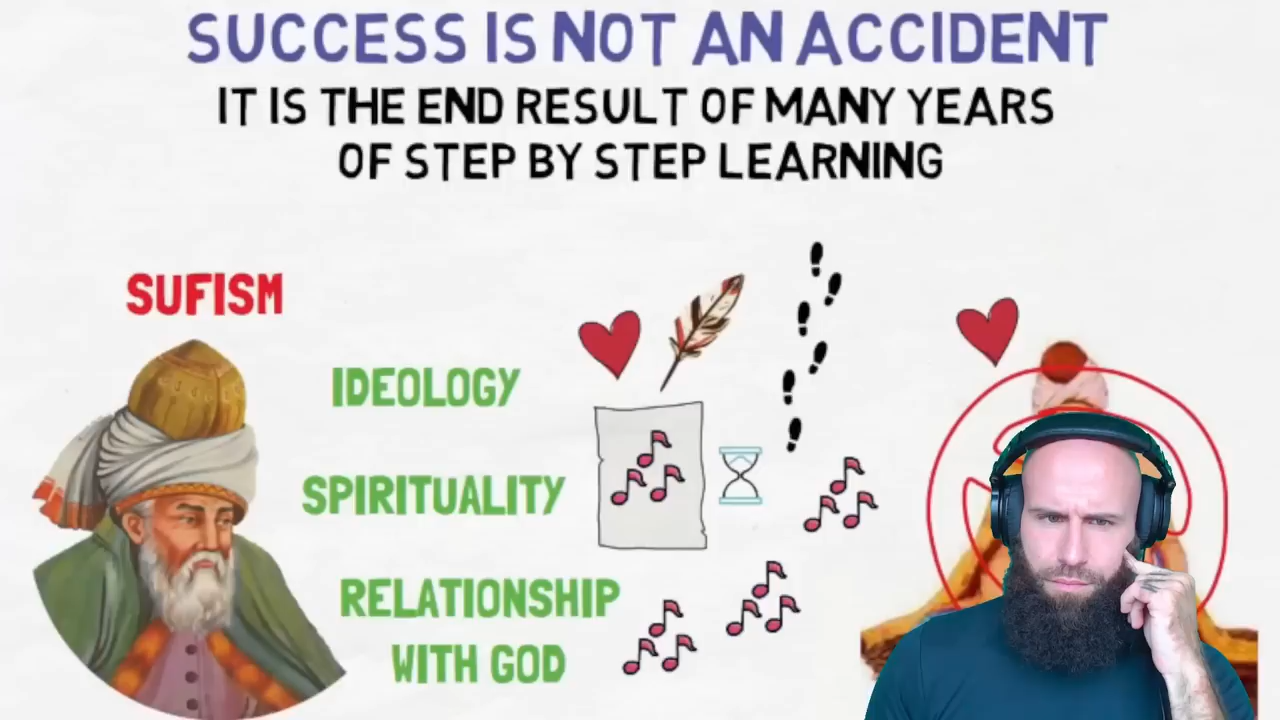 SUCCESS IS NOT AN ACCIDENT
IT IS THE END RESULT OF MANY YEARS
OF STEP BY STEP LEARNING
SUFISM
IDEOLOGY
SPIRITUALITY
RELATIONSHIP
WITH GOD